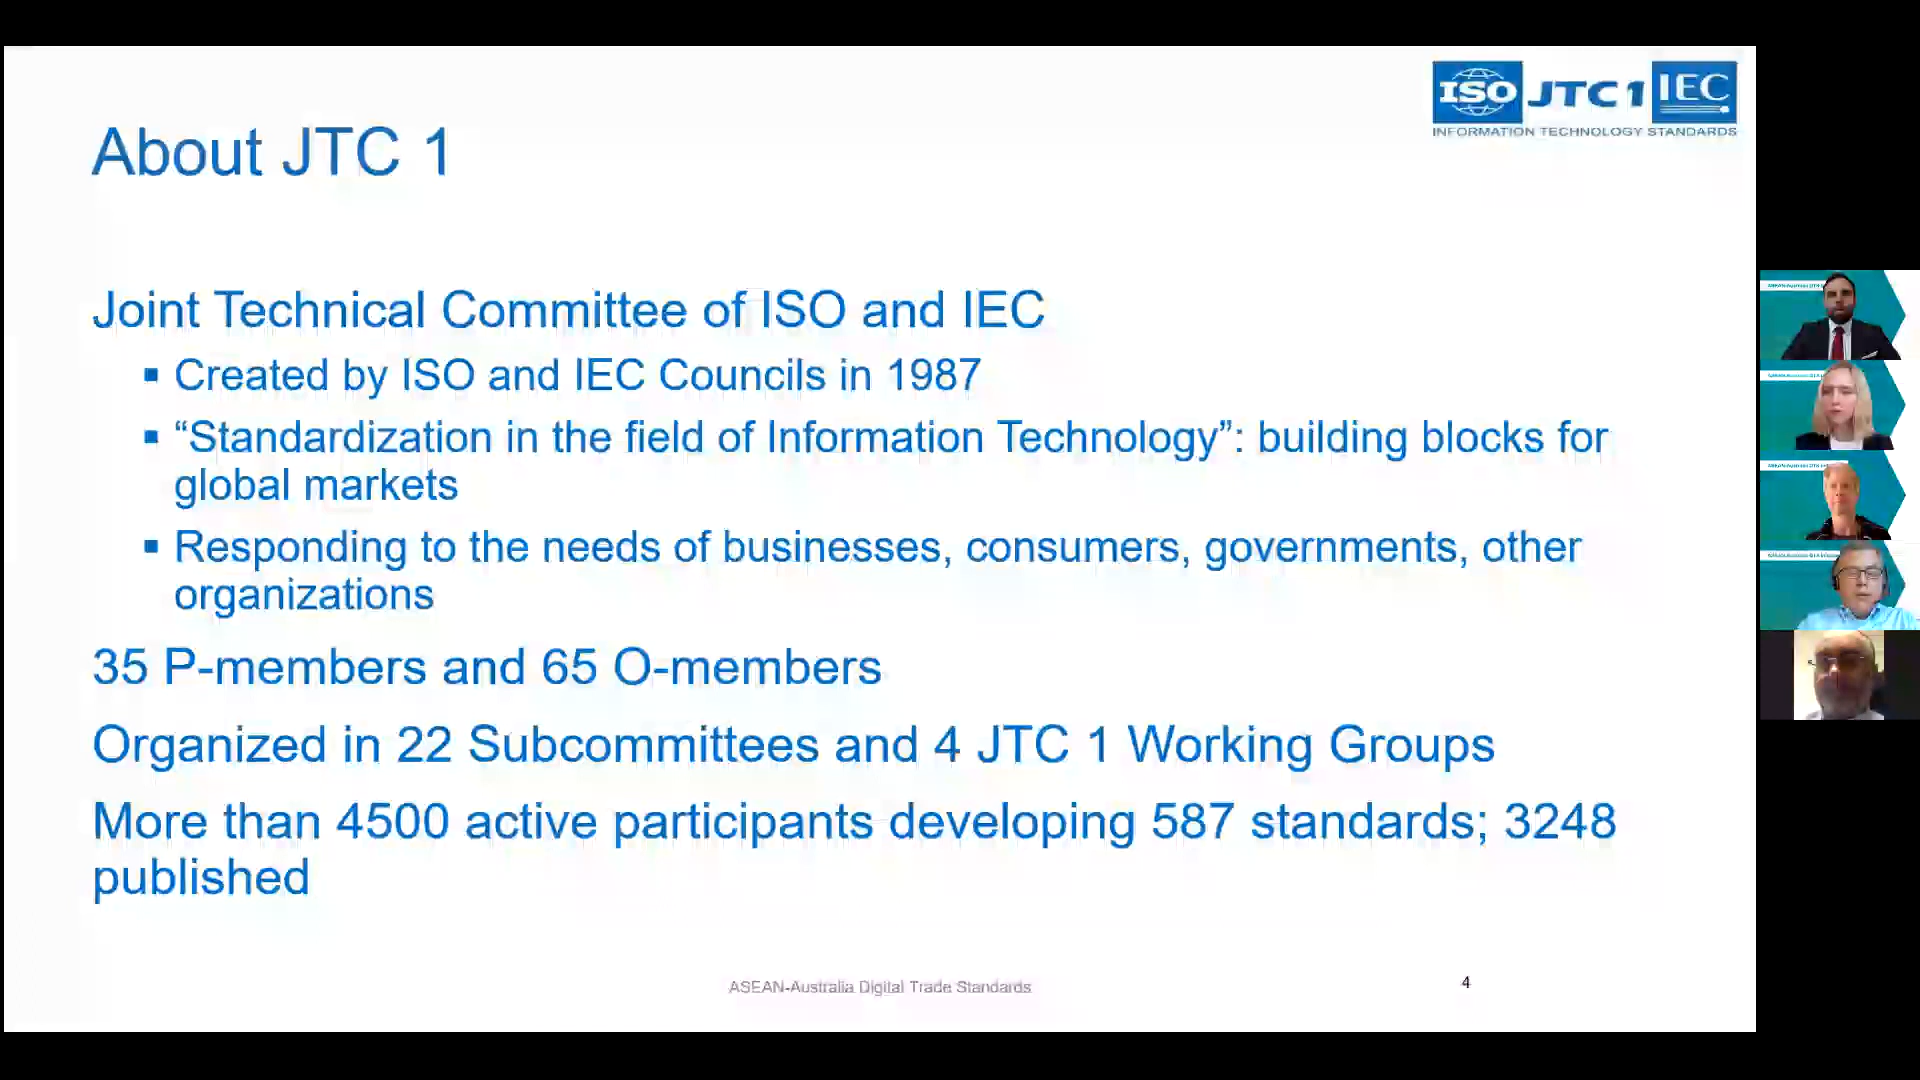 ISO JTC 1 IEC
INFORMATION TECHNOLOGY STANDARDS
About JTC 1
Joint Technical Committee of ISO and IEC
▪ Created by ISO and IEC Councils in 1987
▪ “Standardization in the field of Information Technology”: building blocks for
global markets
▪ Responding to the needs of businesses, consumers, governments, other
organizations
35 P-members and 65 O-members
Organized in 22 Subcommittees and 4 JTC 1 Working Groups
More than 4500 active participants developing 587 standards; 3248
published
ASEAN-Australia Digital Trade Standards
4